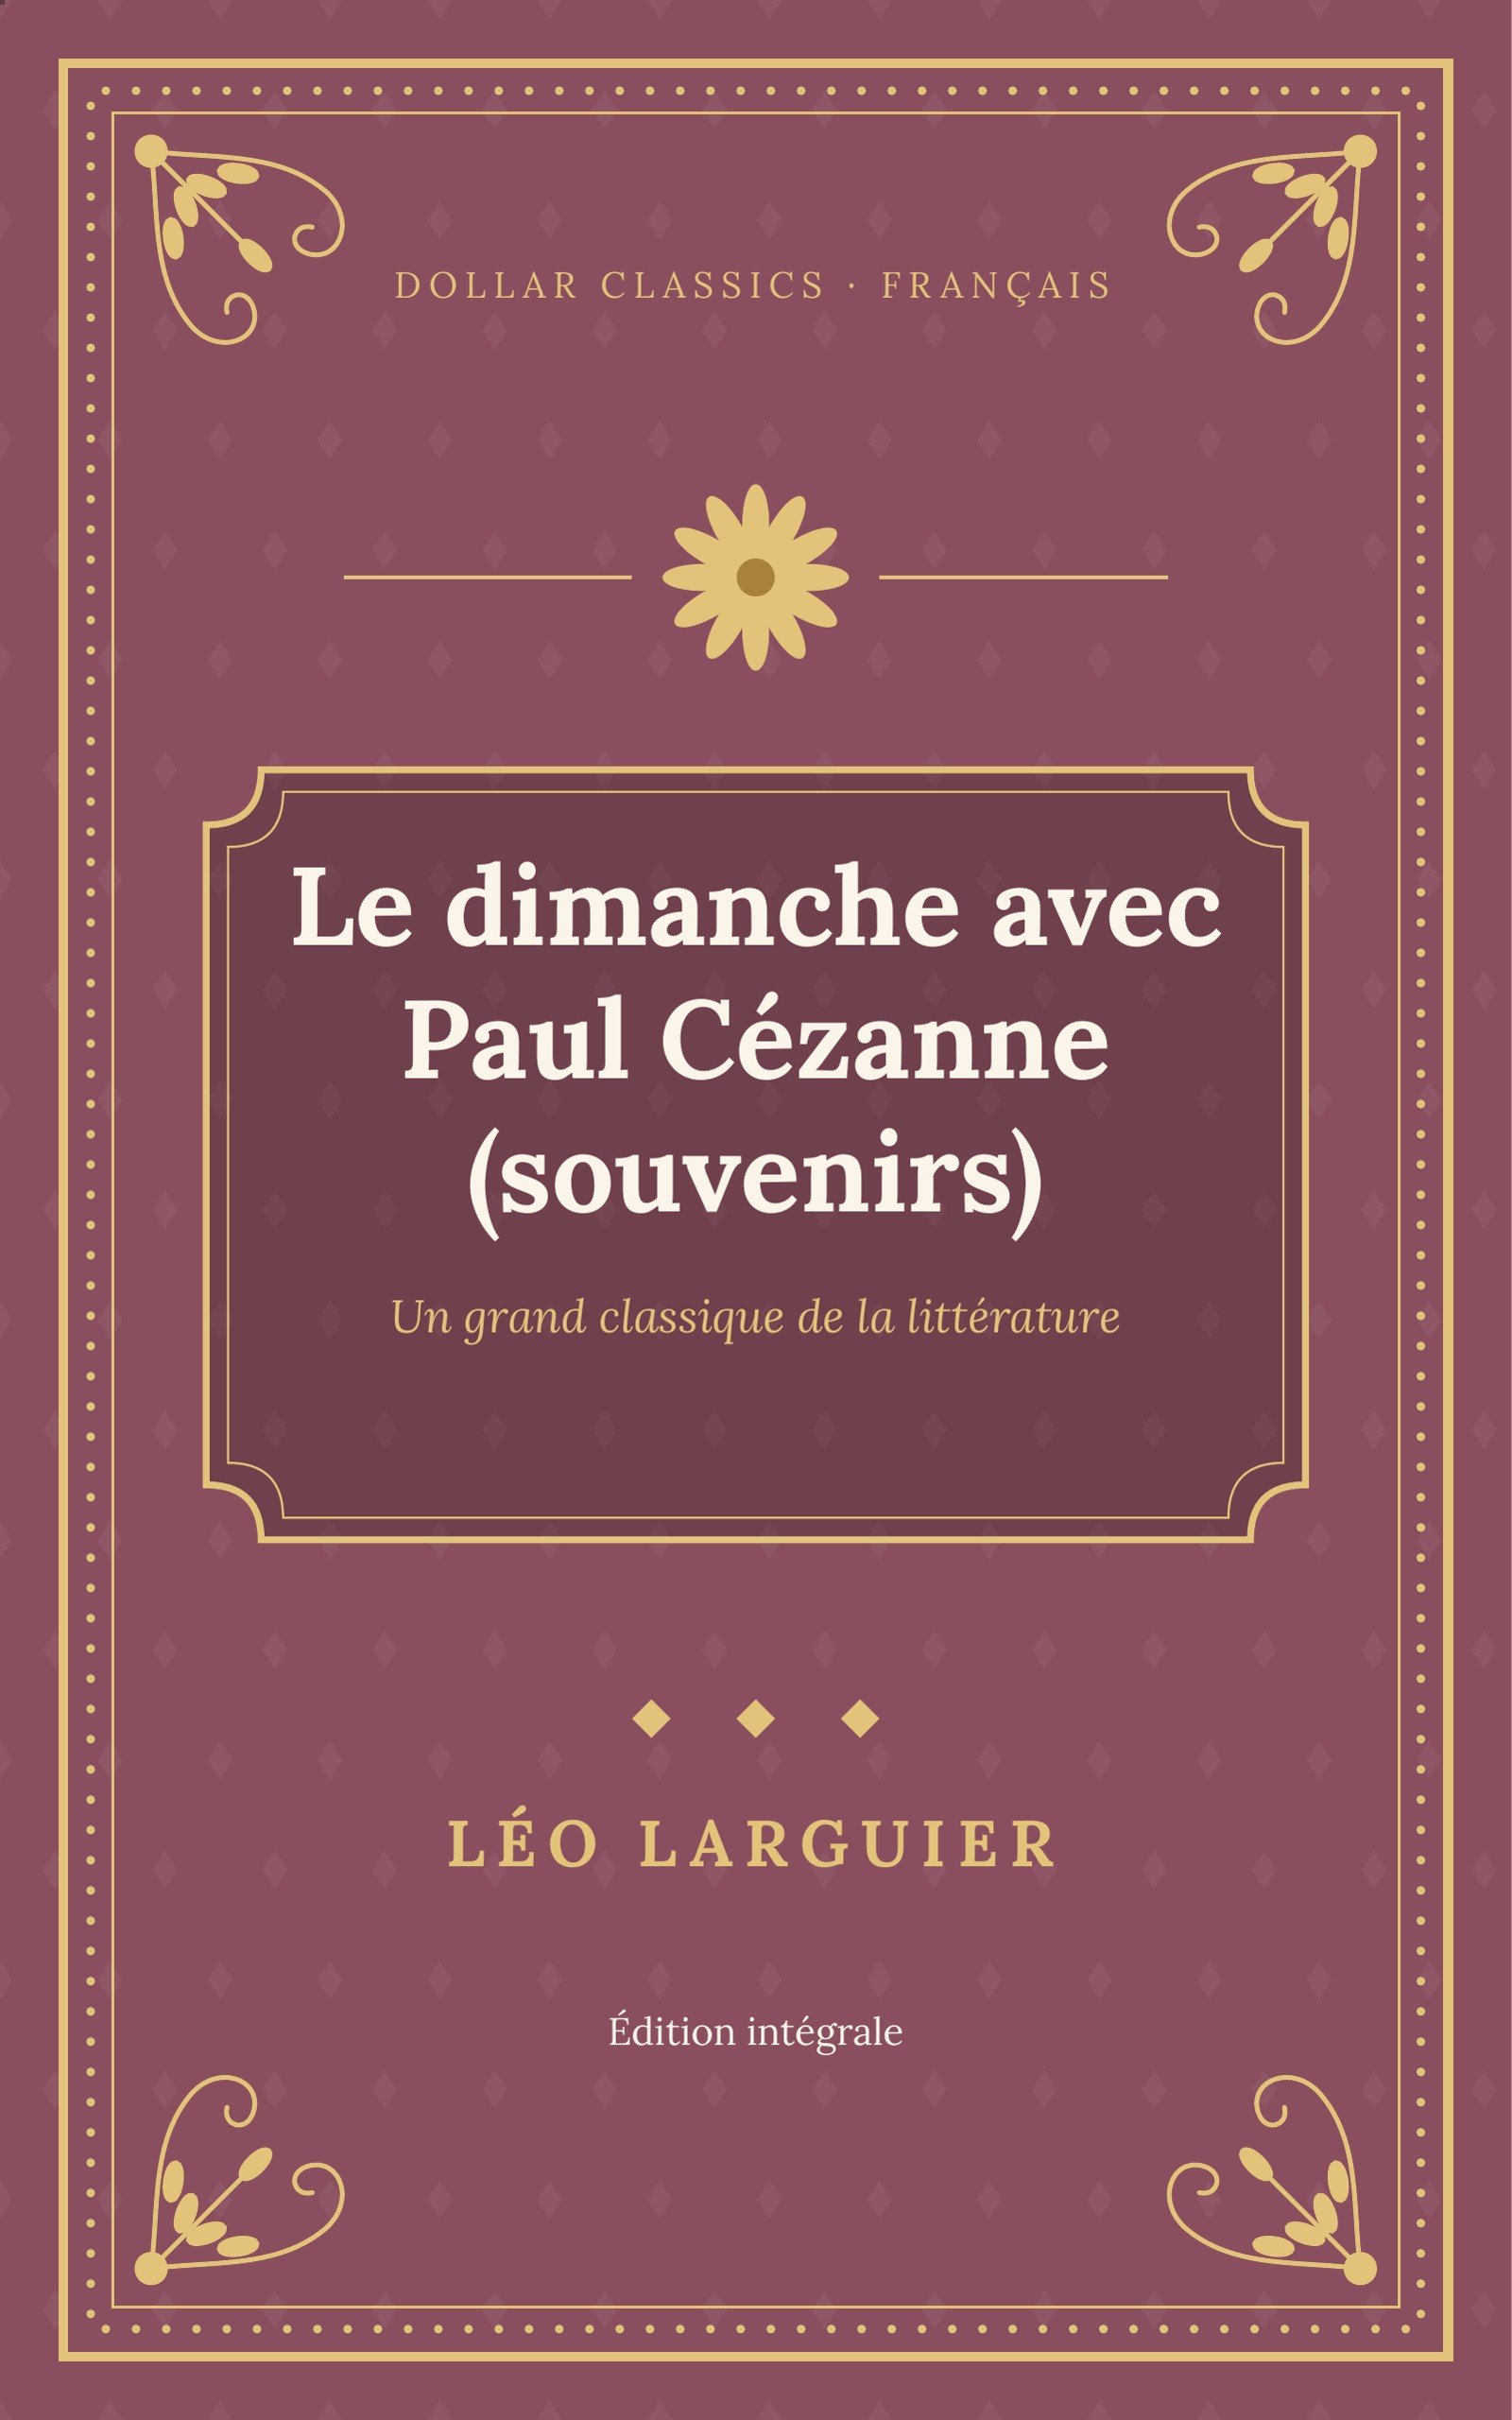 DOLLAR CLASSICS · FRANÇAIS
Le dimanche avec
Paul Cézanne
(souvenirs)
Un grand classique de la littérature
LÉO LARGUIER
Édition intégrale